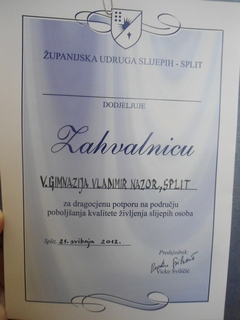 ŽUPANIJSKA UDRUGA SLIJEPIH - SPLIT
DODJELJUJE
Zahvalnicu
V. GIMNAZIJA VLADIMIR NAZOR, SPLIT
za dragocjenu potporu na području
poboljšanja kvalitete življenja slijepih osoba
Split, 21. svibnja 2012.
Predsjednik: